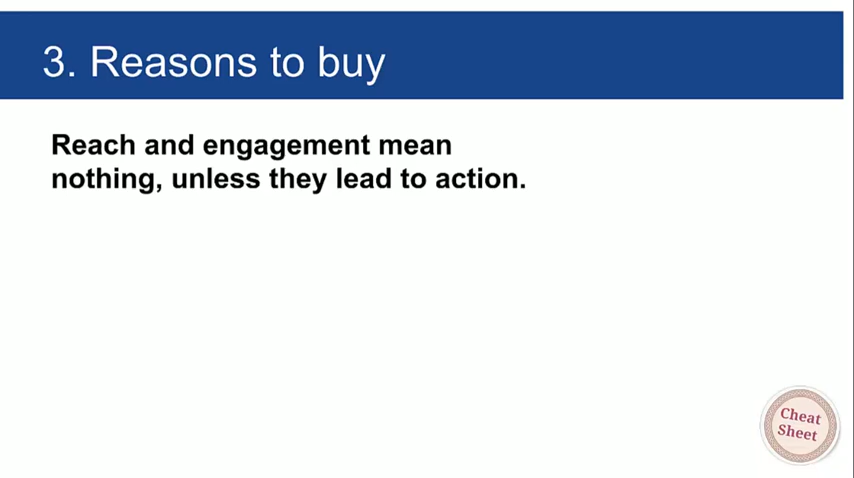 3. Reasons to buy
Reach and engagement mean
nothing, unless they lead to action.
Cheat
Sheet